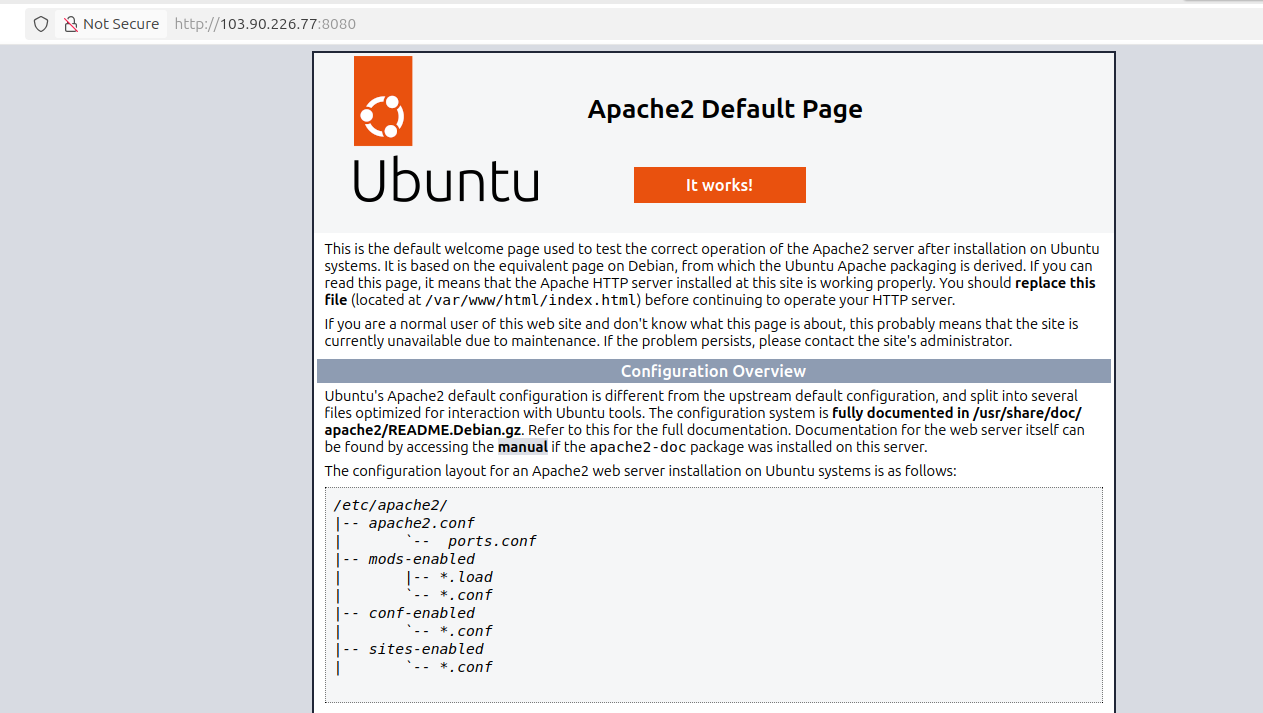 Not Secure http://103.90.226.77:8080
Apache2 Default Page
Ubuntu
It works!
This is the default welcome page used to test the correct operation of the Apache2 server after installation on Ubuntu
systems. It is based on the equivalent page on Debian, from which the Ubuntu Apache packaging is derived. If you can
read this page, it means that the Apache HTTP server installed at this site is working properly. You should replace this
file (located at /var/www/html/index.html) before continuing to operate your HTTP server.
If you are a normal user of this web site and don't know what this page is about, this probably means that the site is
currently unavailable due to maintenance. If the problem persists, please contact the site's administrator.
Configuration Overview
Ubuntu's Apache2 default configuration is different from the upstream default configuration, and split into several
files optimized for interaction with Ubuntu tools. The configuration system is fully documented in /usr/share/doc/
apache2/README.Debian.gz. Refer to this for the full documentation. Documentation for the web server itself can
be found by accessing the manual if the apache2-doc package was installed on this server.
The configuration layout for an Apache2 web server installation on Ubuntu systems is as follows:
/etc/apache2/
|-- apache2.conf
|       `--  ports.conf
|-- mods-enabled
|       |-- *.load
|       `-- *.conf
|-- conf-enabled
|       `-- *.conf
|-- sites-enabled
|       `-- *.conf